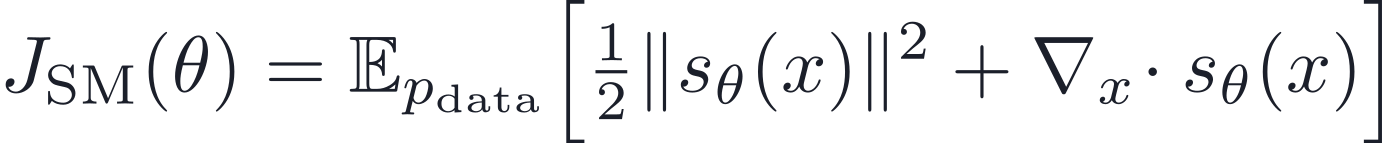 J_SM(θ) = 𝔼_{p_data} [ 1/2 ‖s_θ(x)‖² + ∇_x · s_θ(x) ]